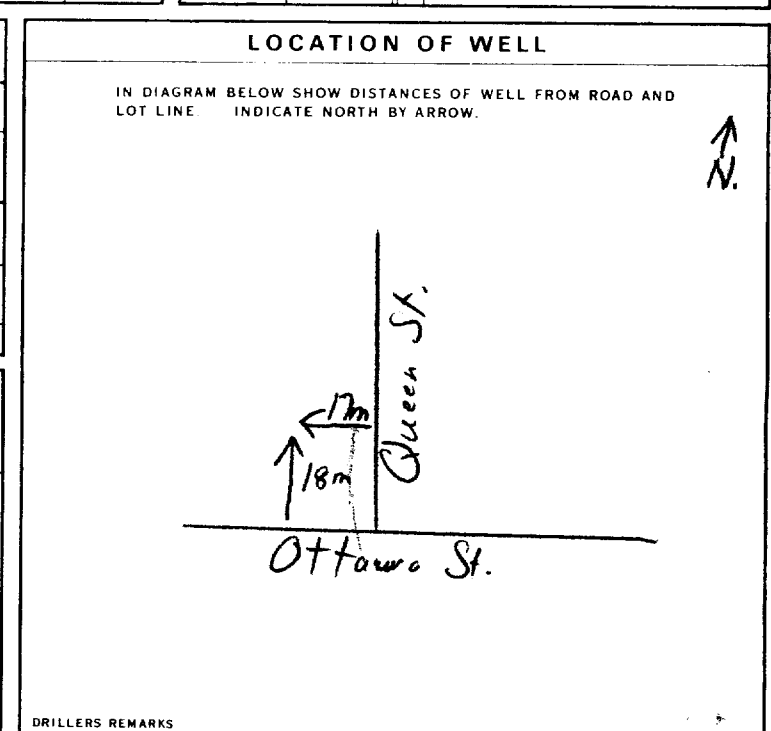 LOCATION OF WELL
IN DIAGRAM BELOW SHOW DISTANCES OF WELL FROM ROAD AND
LOT LINE. INDICATE NORTH BY ARROW.
N.
Queen St.
17m
18m
Ottawa St.
DRILLERS REMARKS